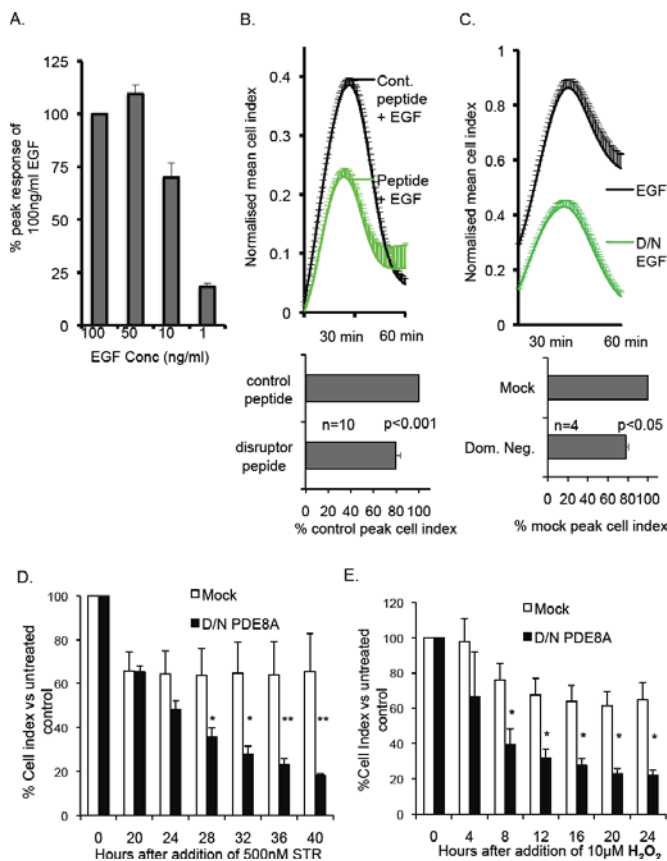 A.
% peak response of
100ng/ml EGF
125
100
75
50
25
0
100 50 10 1
EGF Conc (ng/ml)
B.
Normalised mean cell index
0.4
0.3
0.2
0.1
0
Cont.
peptide
+ EGF
Peptide
+ EGF
30 min 60 min
control
peptide
n=10 p<0.001
disruptor
pepide
0 20 40 60 80 100
% control peak cell index
C.
Normalised mean cell index
1
0.8
0.6
0.4
0.2
0
EGF
D/N
EGF
30 min 60 min
Mock
n=4 p<0.05
Dom. Neg.
0 20 40 60 80 100
% mock peak cell index
D.
% Cell index vs untreated
control
100
80
60
40
20
0
Mock
D/N PDE8A
* * ** **
0 20 24 28 32 36 40
Hours after addition of 500nM STR
E.
%Cell Index vs untreated
control
120
100
80
60
40
20
0
Mock
D/N PDE8A
* * * * *
0 4 8 12 16 20 24
Hours after addition of 10µM H₂O₂